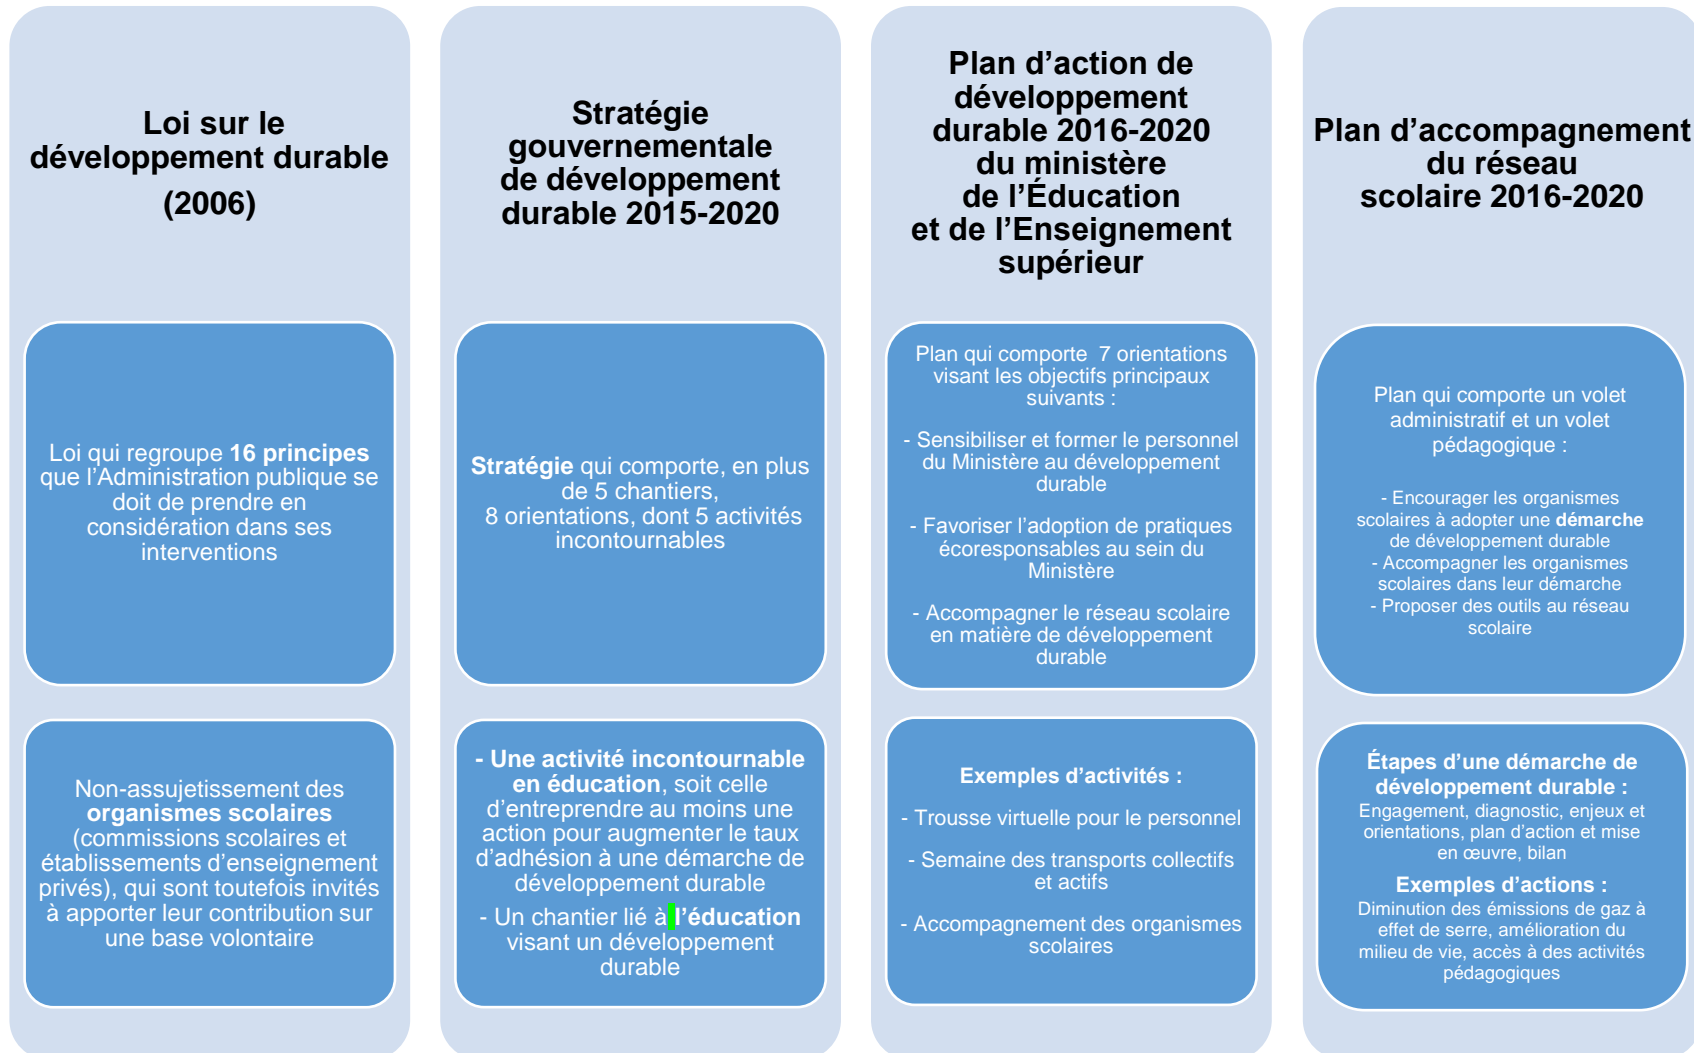 Loi sur le
développement durable
(2006)
Loi qui regroupe 16 principes
que l’Administration publique se
doit de prendre en
considération dans ses
interventions
Non-assujetissement des
organismes scolaires
(commissions scolaires et
établissements d’enseignement
privés), qui sont toutefois invités
à apporter leur contribution sur
une base volontaire
Stratégie
gouvernementale
de développement
durable 2015-2020
Stratégie qui comporte, en plus
de 5 chantiers,
8 orientations, dont 5 activités
incontournables
- Une activité incontournable
en éducation, soit celle
d’entreprendre au moins une
action pour augmenter le taux
d’adhésion à une démarche de
développement durable
- Un chantier lié à l’éducation
visant un développement
durable
Plan d’action de
développement
durable 2016-2020
du ministère
de l’Éducation
et de l’Enseignement
supérieur
Plan qui comporte 7 orientations
visant les objectifs principaux
suivants :
- Sensibiliser et former le personnel
du Ministère au développement
durable
- Favoriser l’adoption de pratiques
écoresponsables au sein du
Ministère
- Accompagner le réseau scolaire
en matière de développement
durable
Exemples d’activités :
- Trousse virtuelle pour le personnel
- Semaine des transports collectifs
et actifs
- Accompagnement des organismes
scolaires
Plan d’accompagnement
du réseau
scolaire 2016-2020
Plan qui comporte un volet
administratif et un volet
pédagogique :
- Encourager les organismes
scolaires à adopter une démarche
de développement durable
- Accompagner les organismes
scolaires dans leur démarche
- Proposer des outils au réseau
scolaire
Étapes d’une démarche de
développement durable :
Engagement, diagnostic, enjeux et
orientations, plan d’action et mise
en œuvre, bilan
Exemples d’actions :
Diminution des émissions de gaz à
effet de serre, amélioration du
milieu de vie, accès à des activités
pédagogiques